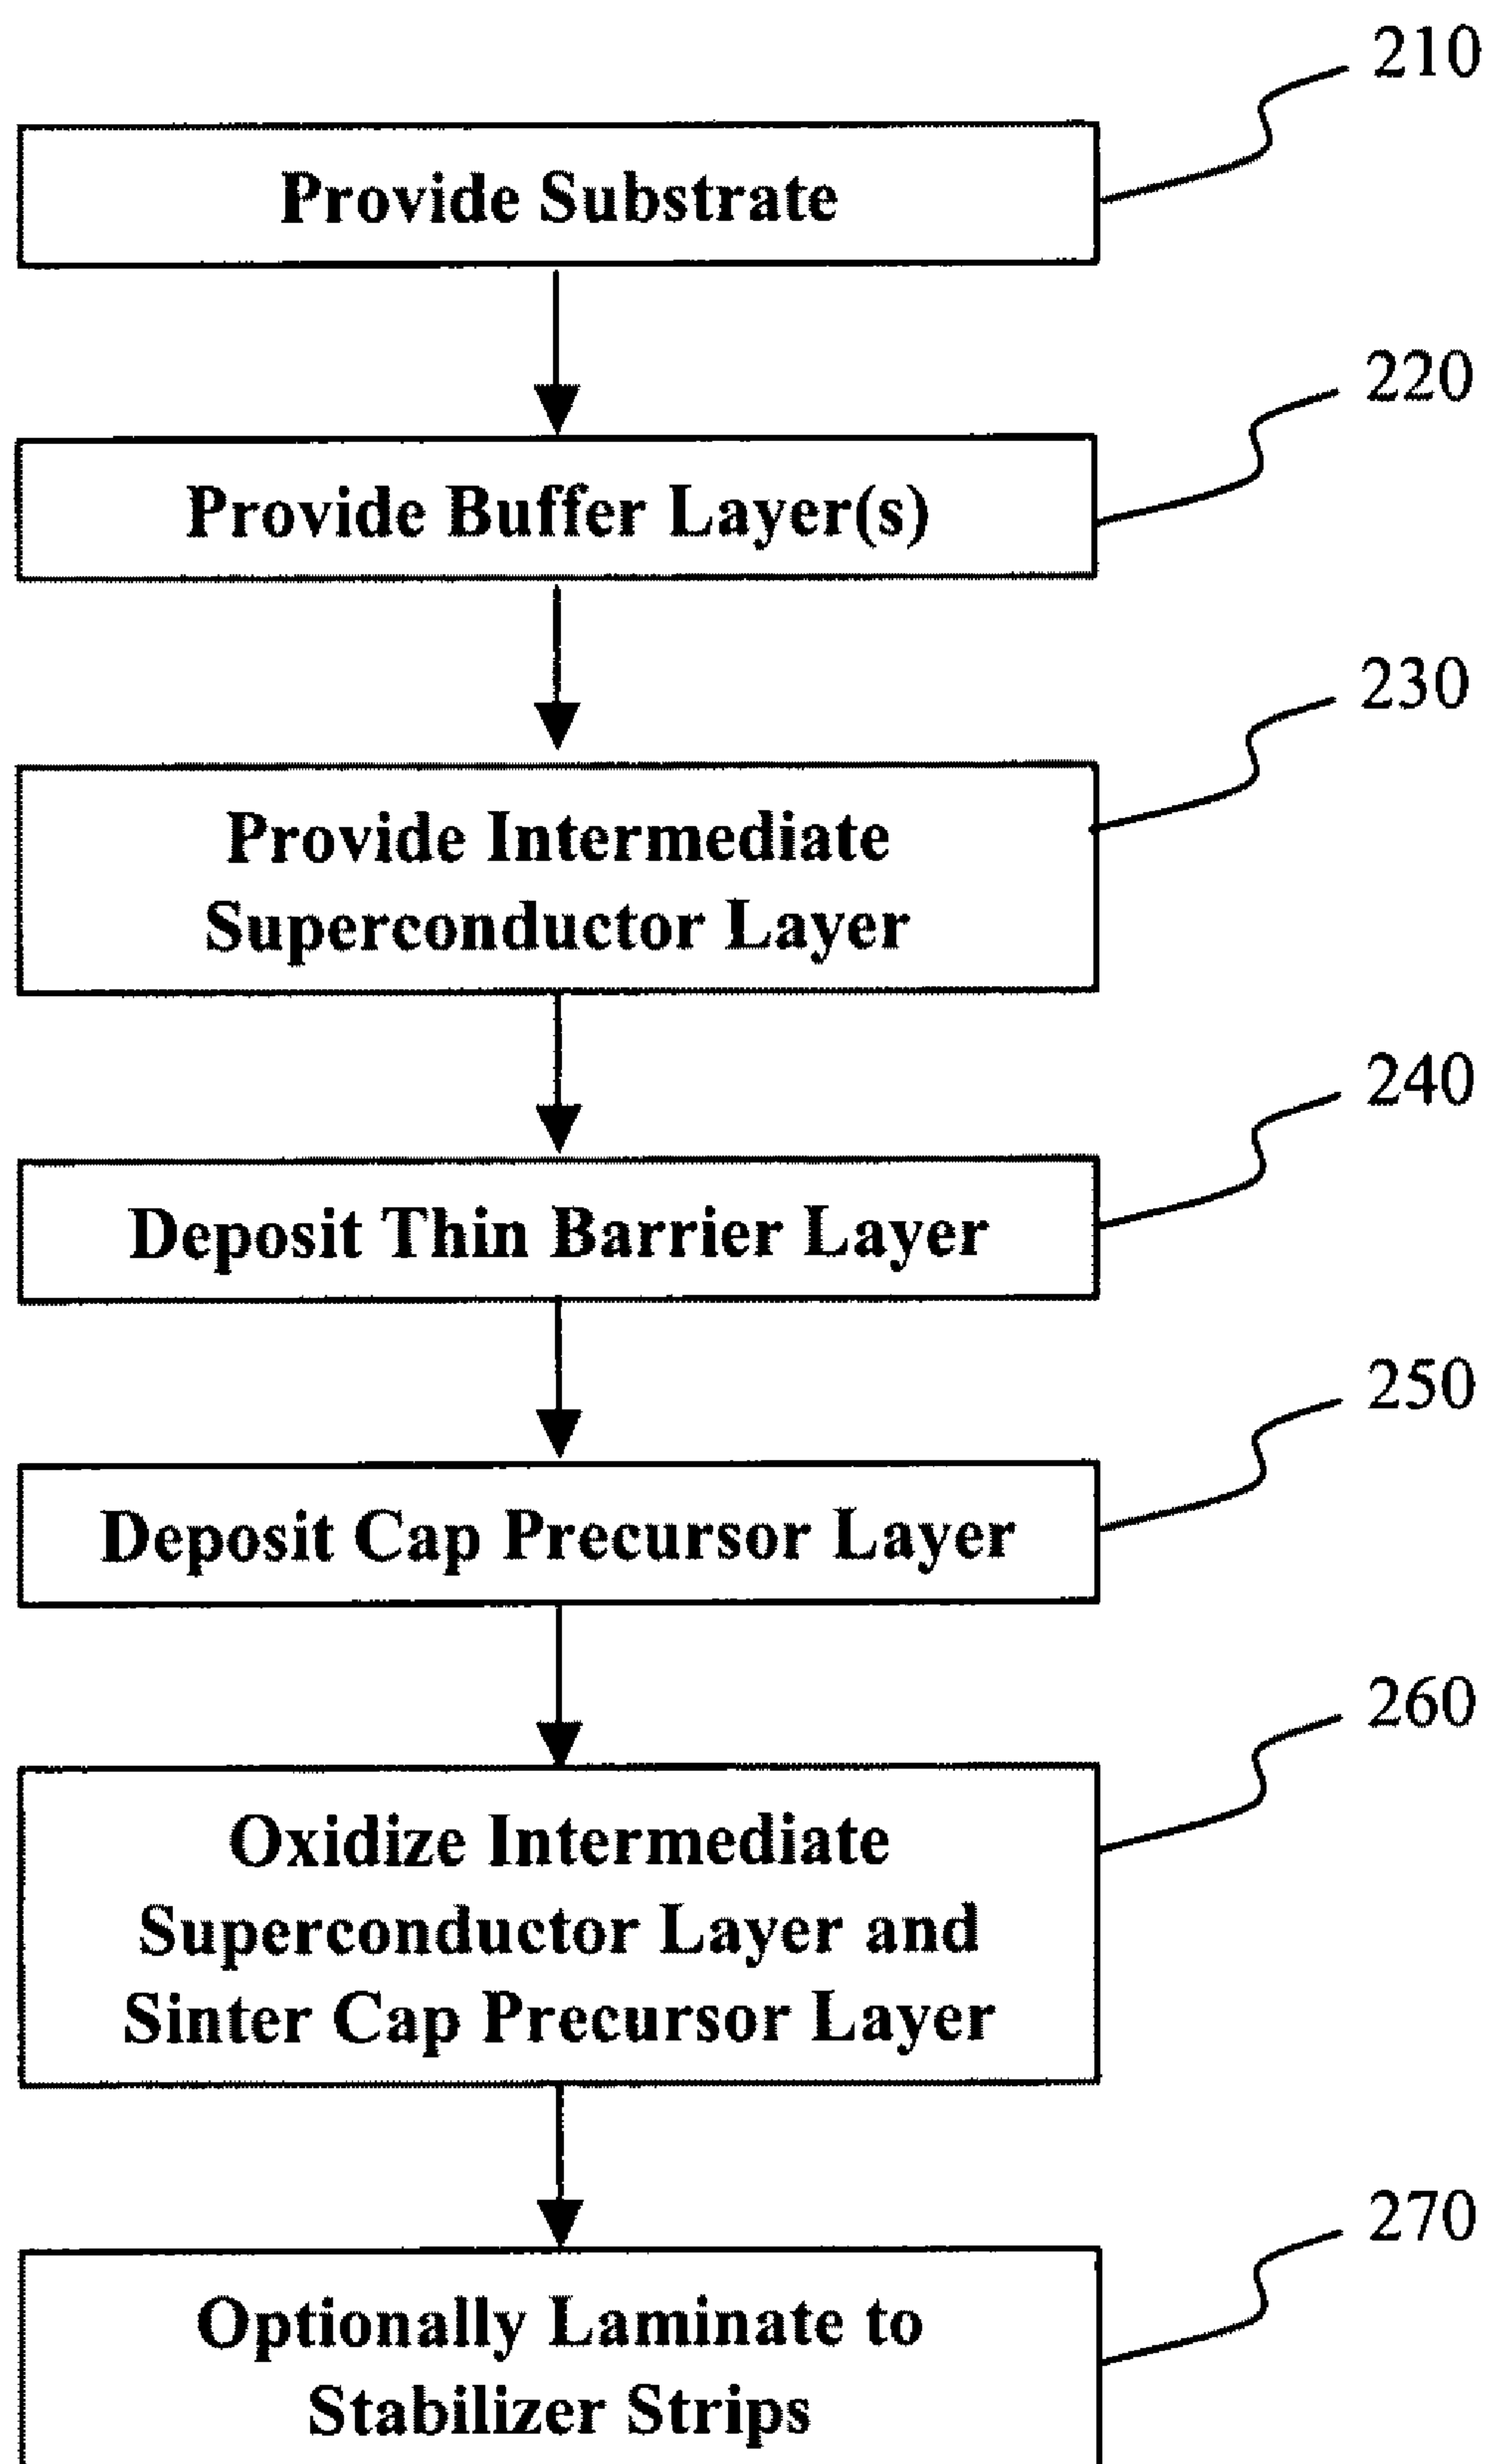 210
Provide Substrate
220
Provide Buffer Layer(s)
230
Provide Intermediate
Superconductor Layer
240
Deposit Thin Barrier Layer
250
Deposit Cap Precursor Layer
260
Oxidize Intermediate
Superconductor Layer and
Sinter Cap Precursor Layer
270
Optionally Laminate to
Stabilizer Strips